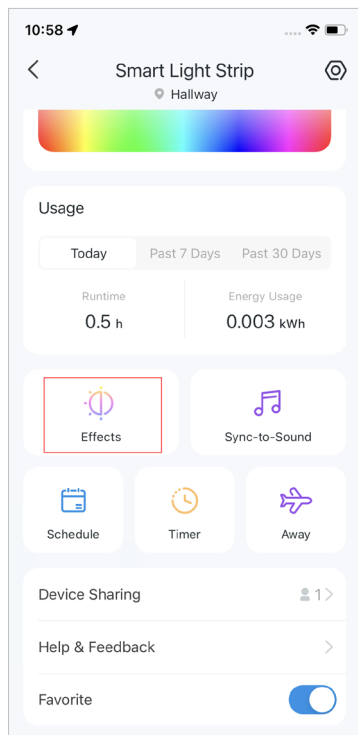 10:58
Smart Light Strip
Hallway
Usage
Today Past 7 Days Past 30 Days
Runtime Energy Usage
0.5 h 0.003 kWh
Effects Sync-to-Sound
Schedule Timer Away
Device Sharing 1
Help & Feedback
Favorite